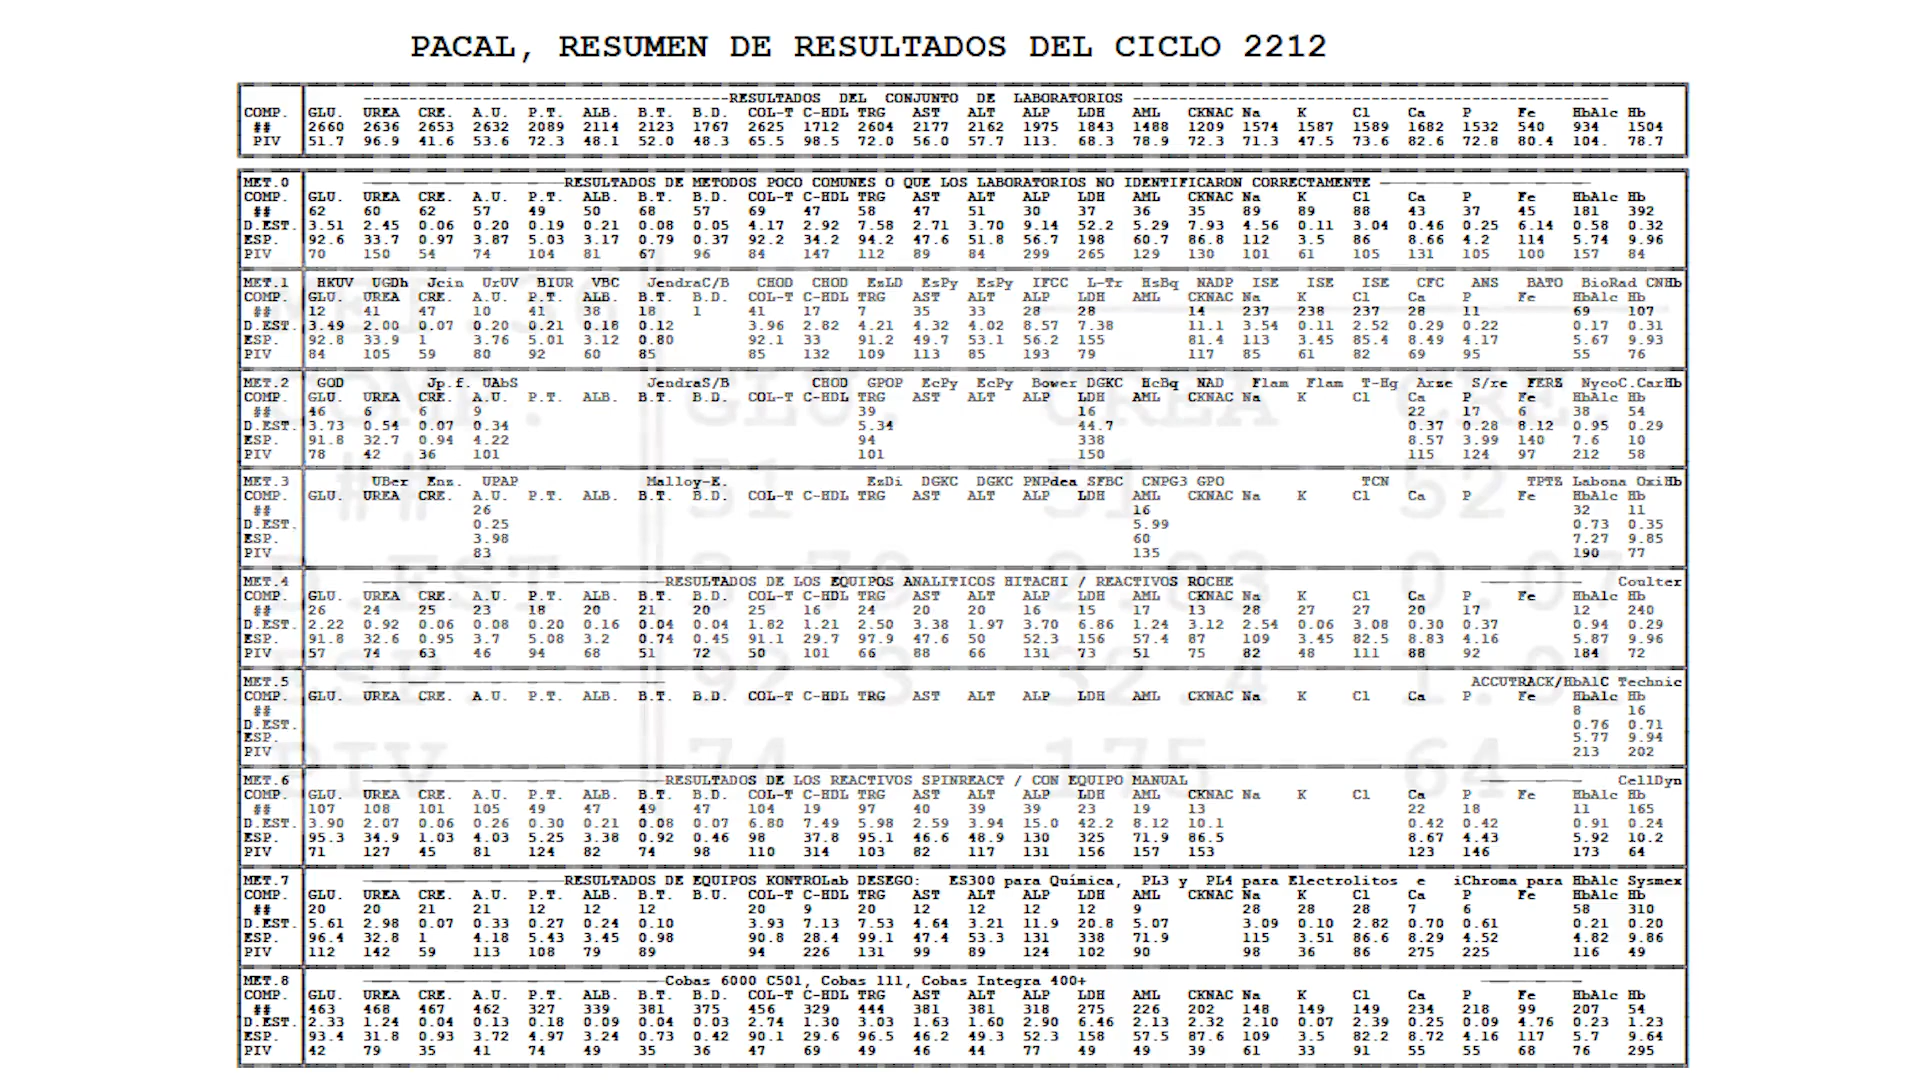 PACAL, RESUMEN DE RESULTADOS DEL CICLO 2212
RESULTADOS DEL CONJUNTO DE LABORATORIOS
COMP. GLU. UREA CRE. A.U. P.T. ALB. B.T. B.D. COL-T C-HDL TRG AST ALT ALP LDH AML CKNAC Na K Cl Ca P Fe HbAlc Hb
## 2660 2636 2653 2632 2089 2114 2123 1767 2625 1712 2604 2177 2162 1975 1843 1488 1209 1574 1587 1589 1682 1532 540 934 1504
PIV 51.7 96.9 41.6 53.6 72.3 48.1 52.0 48.3 65.5 98.5 72.0 56.0 57.7 113. 68.3 78.9 72.3 71.3 47.5 73.6 82.6 72.8 80.4 104. 78.7
MET.0 RESULTADOS DE METODOS POCO COMUNES O QUE LOS LABORATORIOS NO IDENTIFICARON CORRECTAMENTE
COMP. GLU. UREA CRE. A.U. P.T. ALB. B.T. B.D. COL-T C-HDL TRG AST ALT ALP LDH AML CKNAC Na K Cl Ca P Fe HbAlc Hb
## 62 60 62 57 49 50 68 57 69 47 58 47 51 30 37 36 35 89 89 88 43 37 45 181 392
D.EST. 3.51 2.45 0.06 0.20 0.19 0.21 0.08 0.05 4.17 2.92 7.58 2.71 3.70 9.14 52.2 5.29 7.93 4.56 0.11 3.04 0.46 0.25 6.14 0.58 0.32
ESP. 92.6 33.7 0.97 3.87 5.03 3.17 0.79 0.37 92.2 34.2 94.2 47.6 51.8 56.7 198 60.7 86.8 112 3.5 86 8.66 4.2 114 5.74 9.96
PIV 70 150 54 74 104 81 67 96 84 147 112 89 84 299 265 129 130 101 61 105 131 105 100 157 84
MET.1 HKUV UGDh Jcin UrUV BIUR VBC JendraC/B CHOD CHOD EsLD EsPy EsPy IFCC L-Tr HsBq NADP ISE ISE ISE CFC ANS BATO BioRad CNHb
COMP. GLU. UREA CRE. A.U. P.T. ALB. B.T. B.D. COL-T C-HDL TRG AST ALT ALP LDH AML CKNAC Na K Cl Ca P Fe HbAlc Hb
## 12 41 47 10 41 38 18 1 41 17 7 35 33 28 28 14 237 238 237 28 11 69 107
D.EST. 3.49 2.00 0.07 0.20 0.21 0.18 0.12 3.96 2.82 4.21 4.32 4.02 8.57 7.38 11.1 3.54 0.11 2.52 0.29 0.22 0.17 0.31
ESP. 92.8 33.9 1 3.76 5.01 3.12 0.80 92.1 33 91.2 49.7 53.1 56.2 155 81.4 113 3.45 85.4 8.49 4.17 5.67 9.93
PIV 84 105 59 80 92 60 85 85 132 109 113 85 193 79 117 85 61 82 69 95 55 76
MET.2 GOD Jp.f. UAbS JendraS/B CHOD GPOP EcPy EcPy Bower DGKC HcBq NAD Flam Flam T-Hg Arse S/re FERZ NycoC.CarHb
COMP. GLU. UREA CRE. A.U. P.T. ALB. B.T. B.D. COL-T C-HDL TRG AST ALT ALP LDH AML CKNAC Na K Cl Ca P Fe HbAlc Hb
## 46 6 6 9 39 16 22 17 6 38 54
D.EST. 3.73 0.54 0.07 0.34 5.34 44.7 0.37 0.28 8.12 0.95 0.29
ESP. 91.8 32.7 0.94 4.22 94 338 8.57 3.99 140 7.6 10
PIV 78 42 36 101 101 150 115 124 97 212 58
MET.3 UBer Enz. UPAP Malloy-E. EzDi DGKC DGKC PNPdea SFBC CNPG3 GPO TCN TPTZ Labona OxiHb
COMP. GLU. UREA CRE. A.U. P.T. ALB. B.T. B.D. COL-T C-HDL TRG AST ALT ALP LDH AML CKNAC Na K Cl Ca P Fe HbAlc Hb
## 26 16 32 11
D.EST. 0.25 5.99 0.73 0.35
ESP. 3.98 60 7.27 9.85
PIV 83 135 190 77
MET.4 RESULTADOS DE LOS EQUIPOS ANALITICOS HITACHI / REACTIVOS ROCHE Coulter
COMP. GLU. UREA CRE. A.U. P.T. ALB. B.T. B.D. COL-T C-HDL TRG AST ALT ALP LDH AML CKNAC Na K Cl Ca P Fe HbAlc Hb
## 26 24 25 23 18 20 21 20 25 16 24 20 20 16 15 17 13 28 27 27 20 17 12 240
D.EST. 2.22 0.92 0.06 0.08 0.20 0.16 0.04 0.04 1.82 1.21 2.50 3.38 1.97 3.70 6.86 1.24 3.12 2.54 0.06 3.08 0.30 0.37 0.94 0.29
ESP. 91.8 32.6 0.95 3.7 5.08 3.2 0.74 0.45 91.1 29.7 97.9 47.6 50 52.3 156 57.4 87 109 3.45 82.5 8.83 4.16 5.87 9.96
PIV 57 74 63 46 94 68 51 72 50 101 66 88 66 131 73 51 75 82 48 111 88 92 184 72
MET.5 ACCUTRACK/HbAlC Technic
COMP. GLU. UREA CRE. A.U. P.T. ALB. B.T. B.D. COL-T C-HDL TRG AST ALT ALP LDH AML CKNAC Na K Cl Ca P Fe HbAlc Hb
## 8 16
D.EST. 0.76 0.71
ESP. 5.77 9.94
PIV 213 202
MET.6 RESULTADOS DE LOS REACTIVOS SPINREACT / CON EQUIPO MANUAL CellDyn
COMP. GLU. UREA CRE. A.U. P.T. ALB. B.T. B.D. COL-T C-HDL TRG AST ALT ALP LDH AML CKNAC Na K Cl Ca P Fe HbAlc Hb
## 107 108 101 105 49 47 49 47 104 19 97 40 39 39 23 19 13 22 18 11 165
D.EST. 3.90 2.07 0.06 0.26 0.30 0.21 0.08 0.07 6.80 7.49 5.98 2.59 3.94 15.0 42.2 8.12 10.1 0.42 0.42 0.91 0.24
ESP. 95.3 34.9 1.03 4.03 5.25 3.38 0.92 0.46 98 37.8 95.1 46.6 48.9 130 325 71.9 86.5 8.67 4.43 5.92 10.2
PIV 71 127 45 81 124 82 74 98 110 314 103 82 117 131 156 157 153 123 146 173 64
MET.7 RESULTADOS DE EQUIPOS KONTROLab DESEGO: ES300 para Química, PL3 y PL4 para Electrolitos e iChroma para HbAlc Sysmex
COMP. GLU. UREA CRE. A.U. P.T. ALB. B.T. B.U. COL-T C-HDL TRG AST ALT ALP LDH AML CKNAC Na K Cl Ca P Fe HbAlc Hb
## 20 20 21 21 12 12 12 20 9 20 12 12 12 12 9 28 28 28 7 6 58 310
D.EST. 5.61 2.98 0.07 0.33 0.27 0.24 0.10 3.93 7.13 7.53 4.64 3.21 11.9 20.8 5.07 3.09 0.10 2.82 0.70 0.61 0.21 0.20
ESP. 96.4 32.8 1 4.18 5.43 3.45 0.98 90.8 28.4 99.1 47.4 53.3 131 338 71.9 115 3.51 86.6 8.29 4.52 4.82 9.86
PIV 112 142 59 113 108 79 89 94 226 131 99 89 124 102 90 98 36 86 275 225 116 49
MET.8 Cobas 6000 C501, Cobas 111, Cobas Integra 400+
COMP. GLU. UREA CRE. A.U. P.T. ALB. B.T. B.D. COL-T C-HDL TRG AST ALT ALP LDH AML CKNAC Na K Cl Ca P Fe HbAlc Hb
## 463 468 467 462 327 339 381 375 456 329 444 381 381 318 275 226 202 148 149 149 234 218 99 207 54
D.EST. 2.33 1.24 0.04 0.13 0.18 0.09 0.04 0.03 2.74 1.30 3.03 1.63 1.60 2.90 6.46 2.13 2.32 2.10 0.07 2.39 0.25 0.09 4.76 0.23 1.23
ESP. 93.4 31.8 0.93 3.72 4.97 3.24 0.73 0.42 90.1 29.6 96.5 46.2 49.3 52.3 158 57.5 87.6 109 3.5 82.2 8.72 4.16 117 5.7 9.64
PIV 42 79 35 41 74 49 35 36 47 69 49 46 44 77 49 49 39 61 33 91 55 55 68 76 295